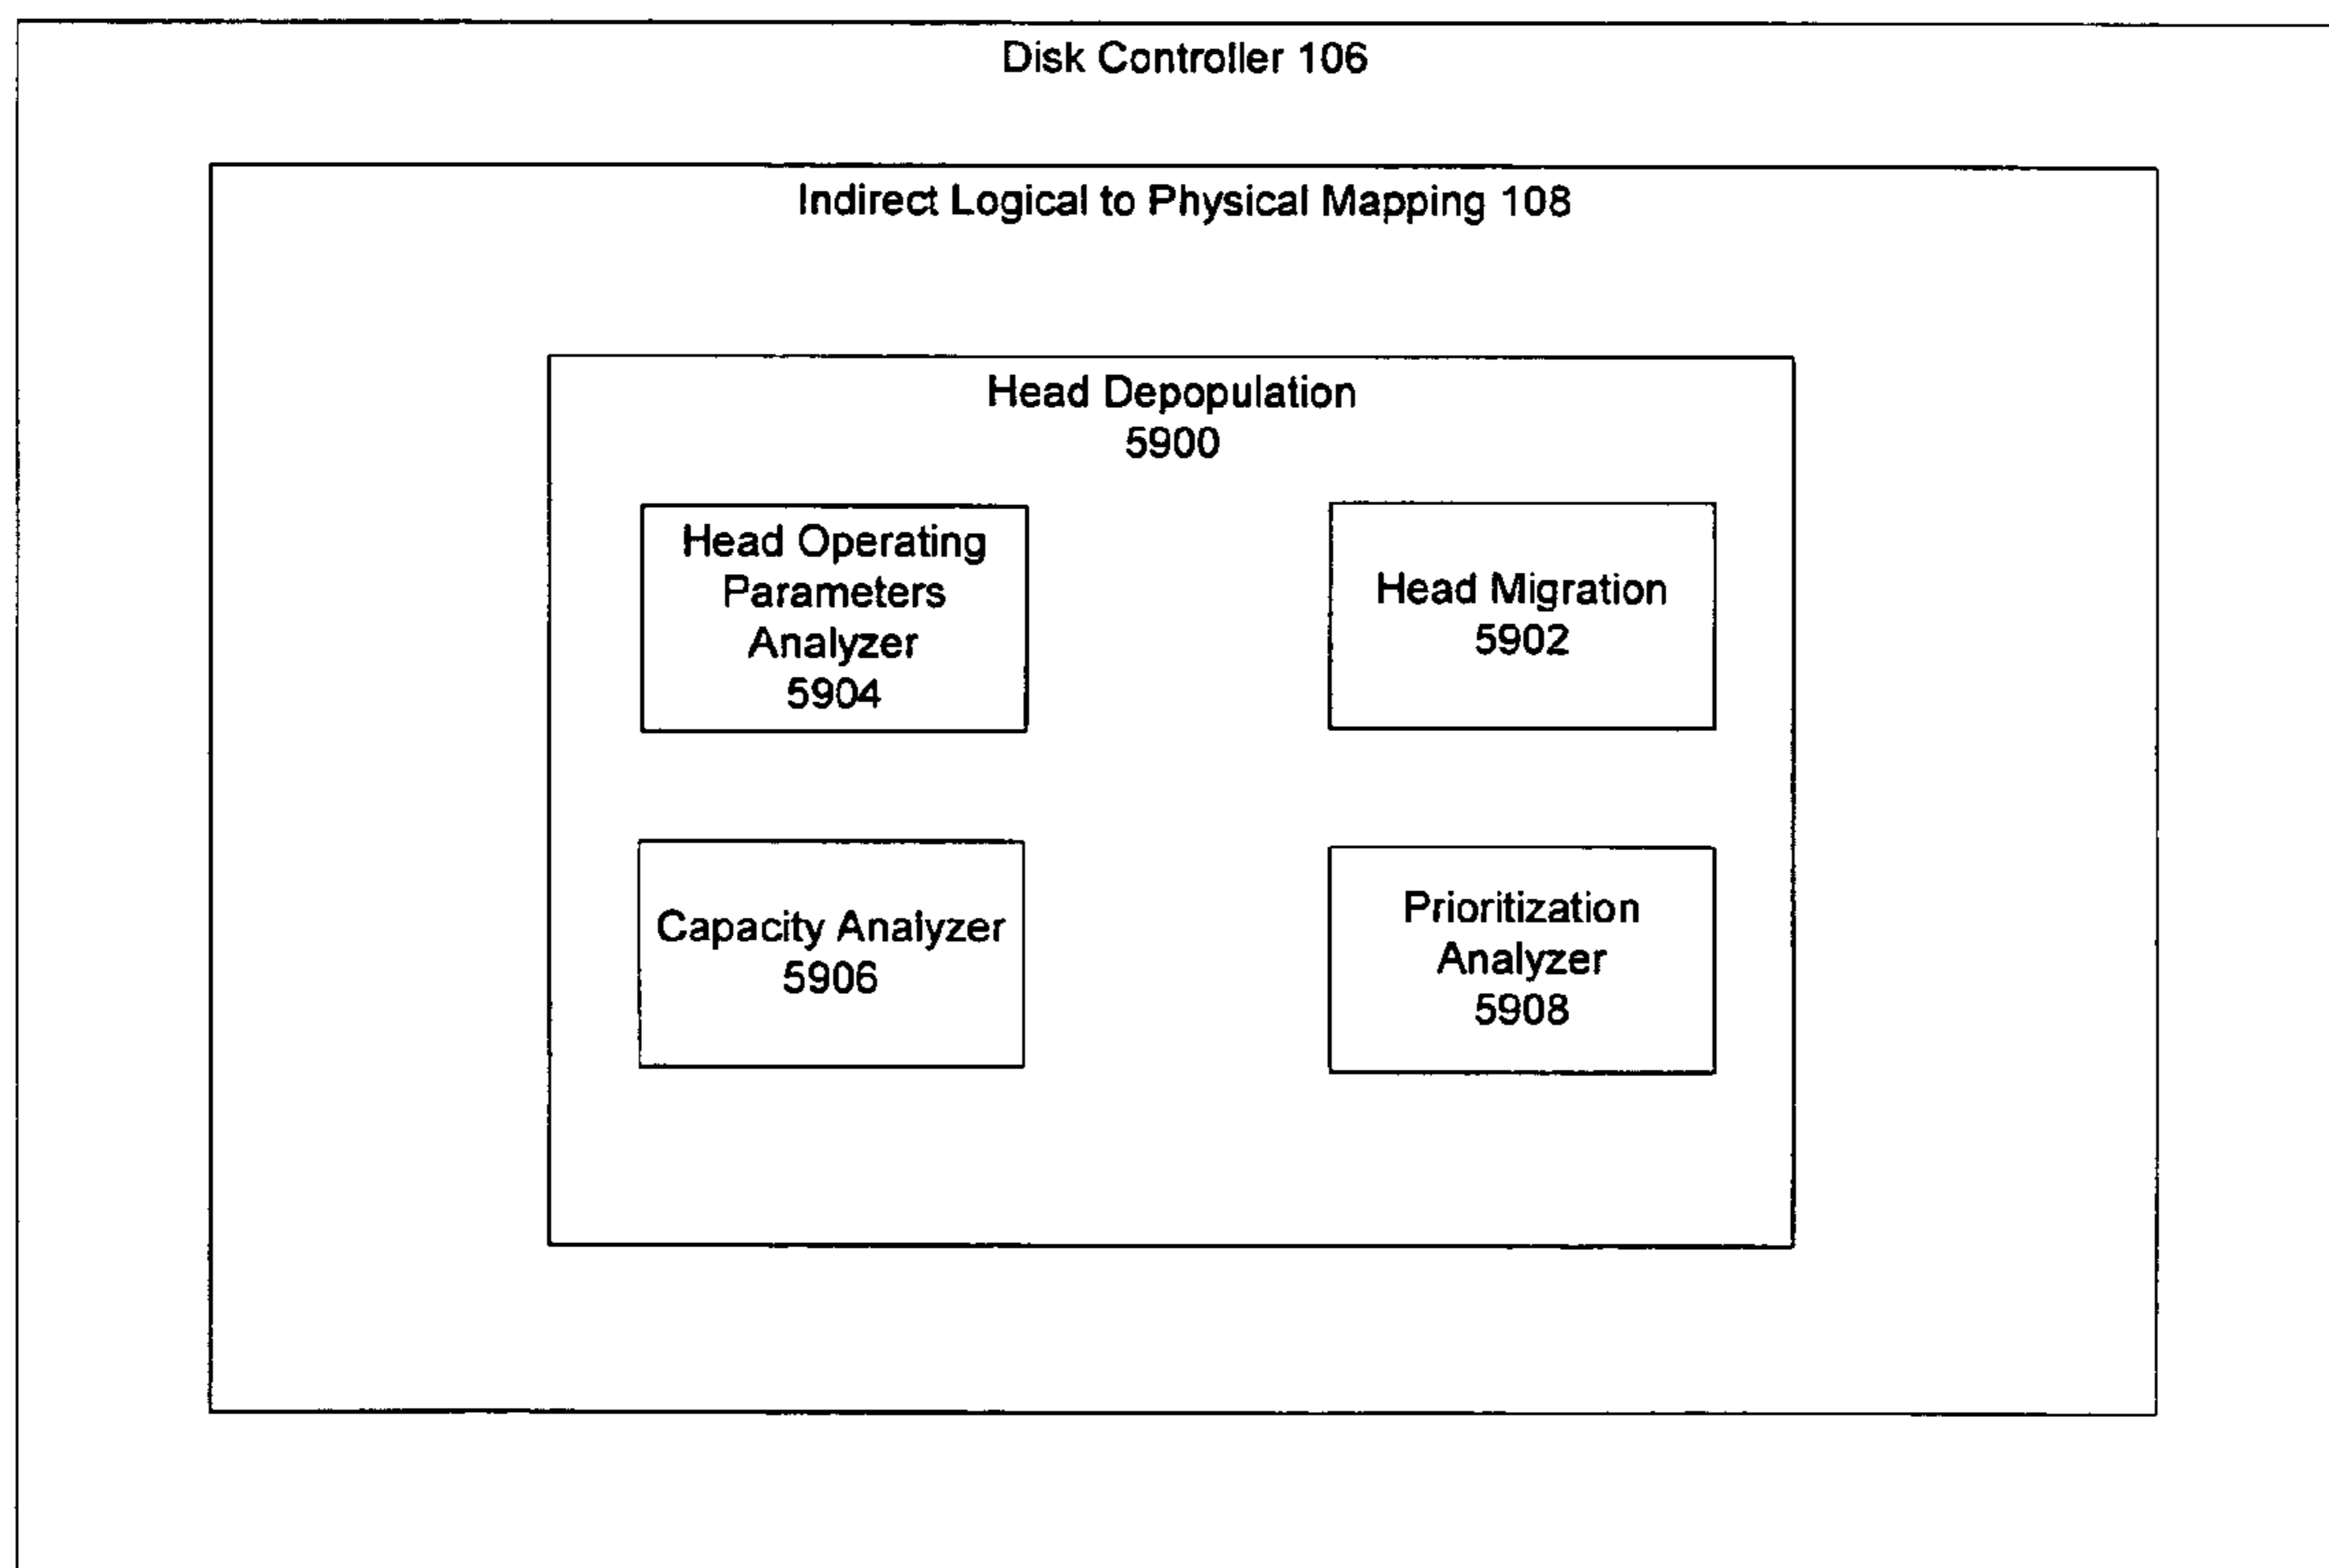 Disk Controller 106
Indirect Logical to Physical Mapping 108
Head Depopulation
5900
Head Operating
Parameters
Analyzer
5904
Head Migration
5902
Capacity Analyzer
5906
Prioritization
Analyzer
5908